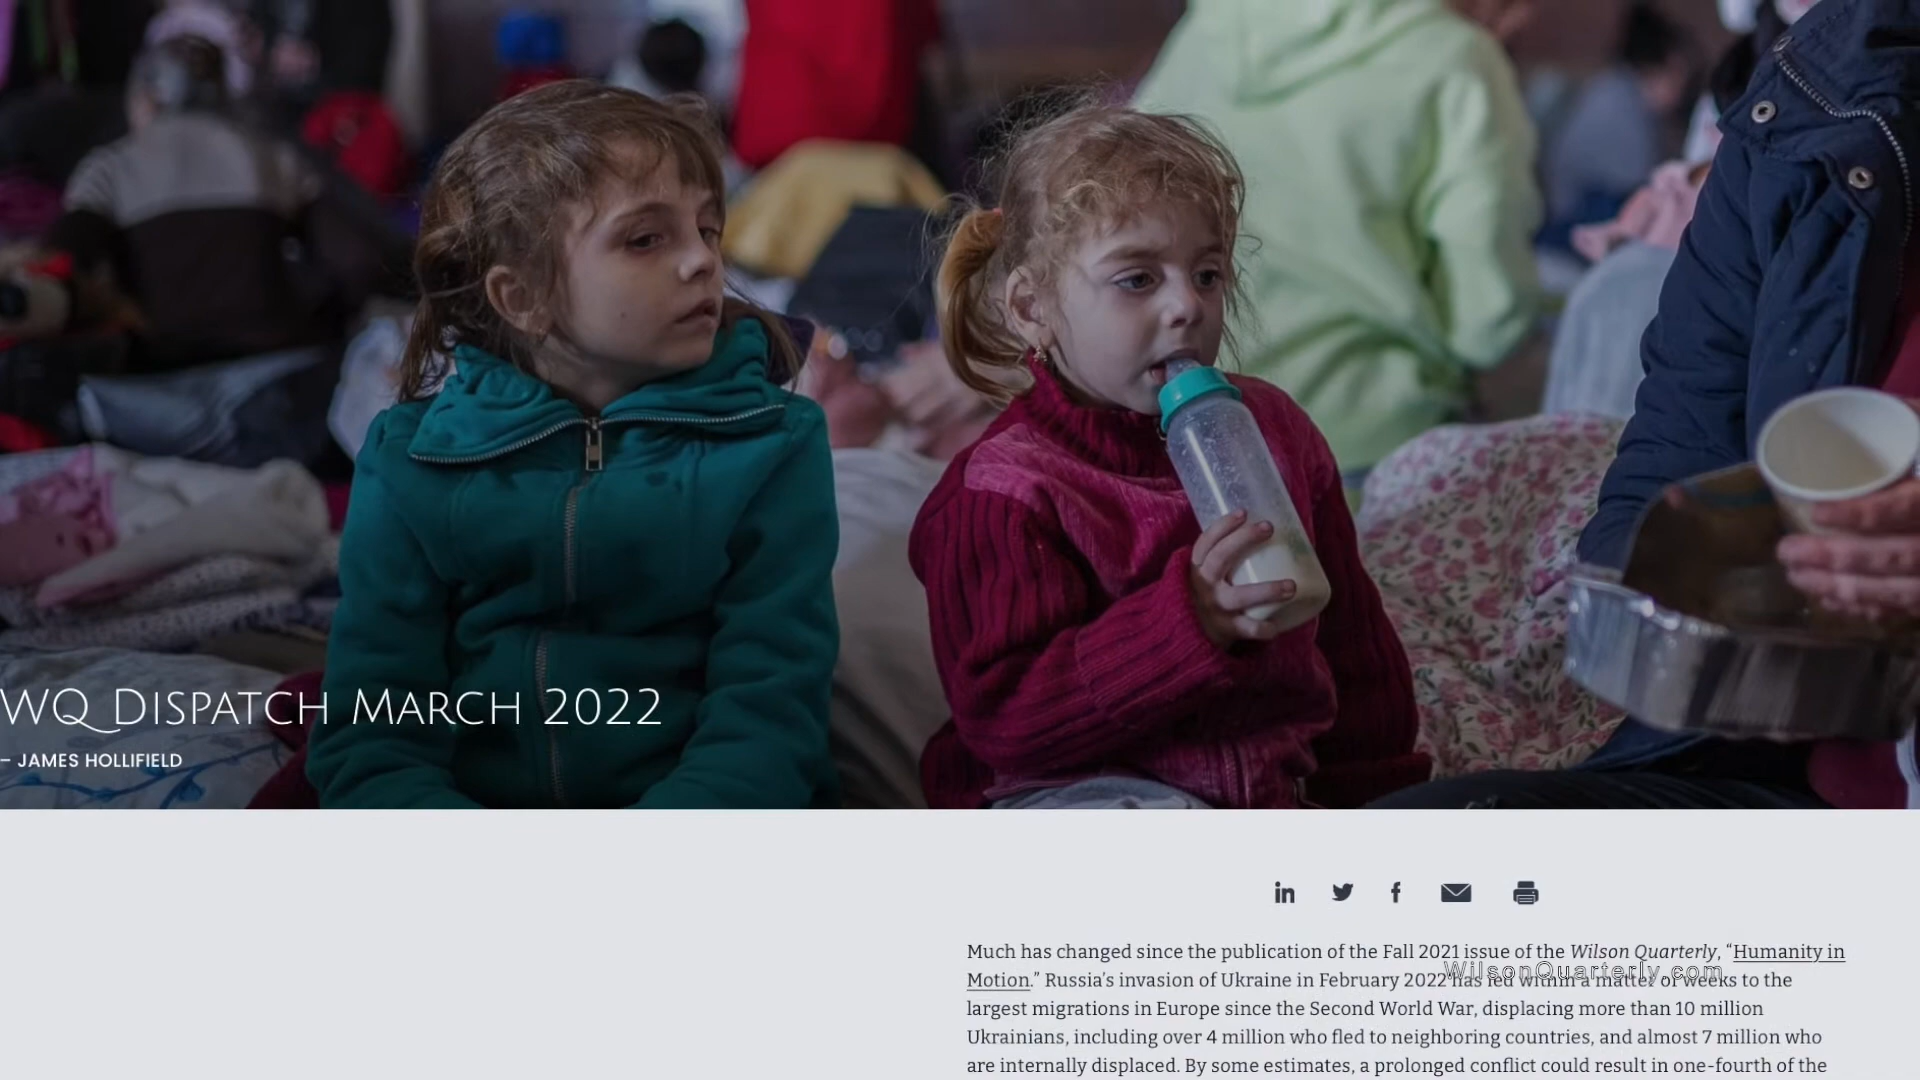 WQ Dispatch March 2022
– JAMES HOLLIFIELD
in
f
Much has changed since the publication of the Fall 2021 issue of the Wilson Quarterly, “Humanity in
Motion.” Russia’s invasion of Ukraine in February 2022 has led within a matter of weeks to the
WilsonQuarterly.com
largest migrations in Europe since the Second World War, displacing more than 10 million
Ukrainians, including over 4 million who fled to neighboring countries, and almost 7 million who
are internally displaced. By some estimates, a prolonged conflict could result in one-fourth of the